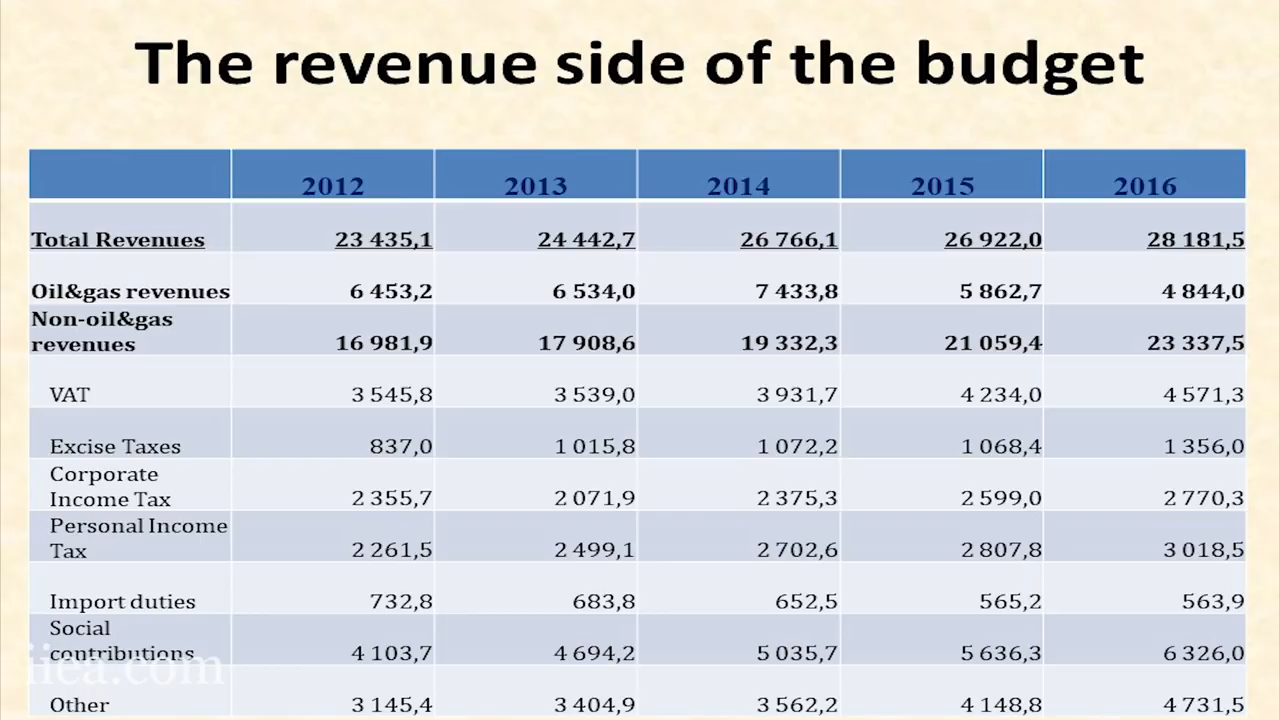 The revenue side of the budget
2012 2013 2014 2015 2016
Total Revenues 23 435,1 24 442,7 26 766,1 26 922,0 28 181,5
Oil&gas revenues 6 453,2 6 534,0 7 433,8 5 862,7 4 844,0
Non-oil&gas
revenues 16 981,9 17 908,6 19 332,3 21 059,4 23 337,5
VAT 3 545,8 3 539,0 3 931,7 4 234,0 4 571,3
Excise Taxes 837,0 1 015,8 1 072,2 1 068,4 1 356,0
Corporate
Income Tax 2 355,7 2 071,9 2 375,3 2 599,0 2 770,3
Personal Income
Tax 2 261,5 2 499,1 2 702,6 2 807,8 3 018,5
Import duties 732,8 683,8 652,5 565,2 563,9
Social
contributions 4 103,7 4 694,2 5 035,7 5 636,3 6 326,0
iiea.com
Other 3 145,4 3 404,9 3 562,2 4 148,8 4 731,5